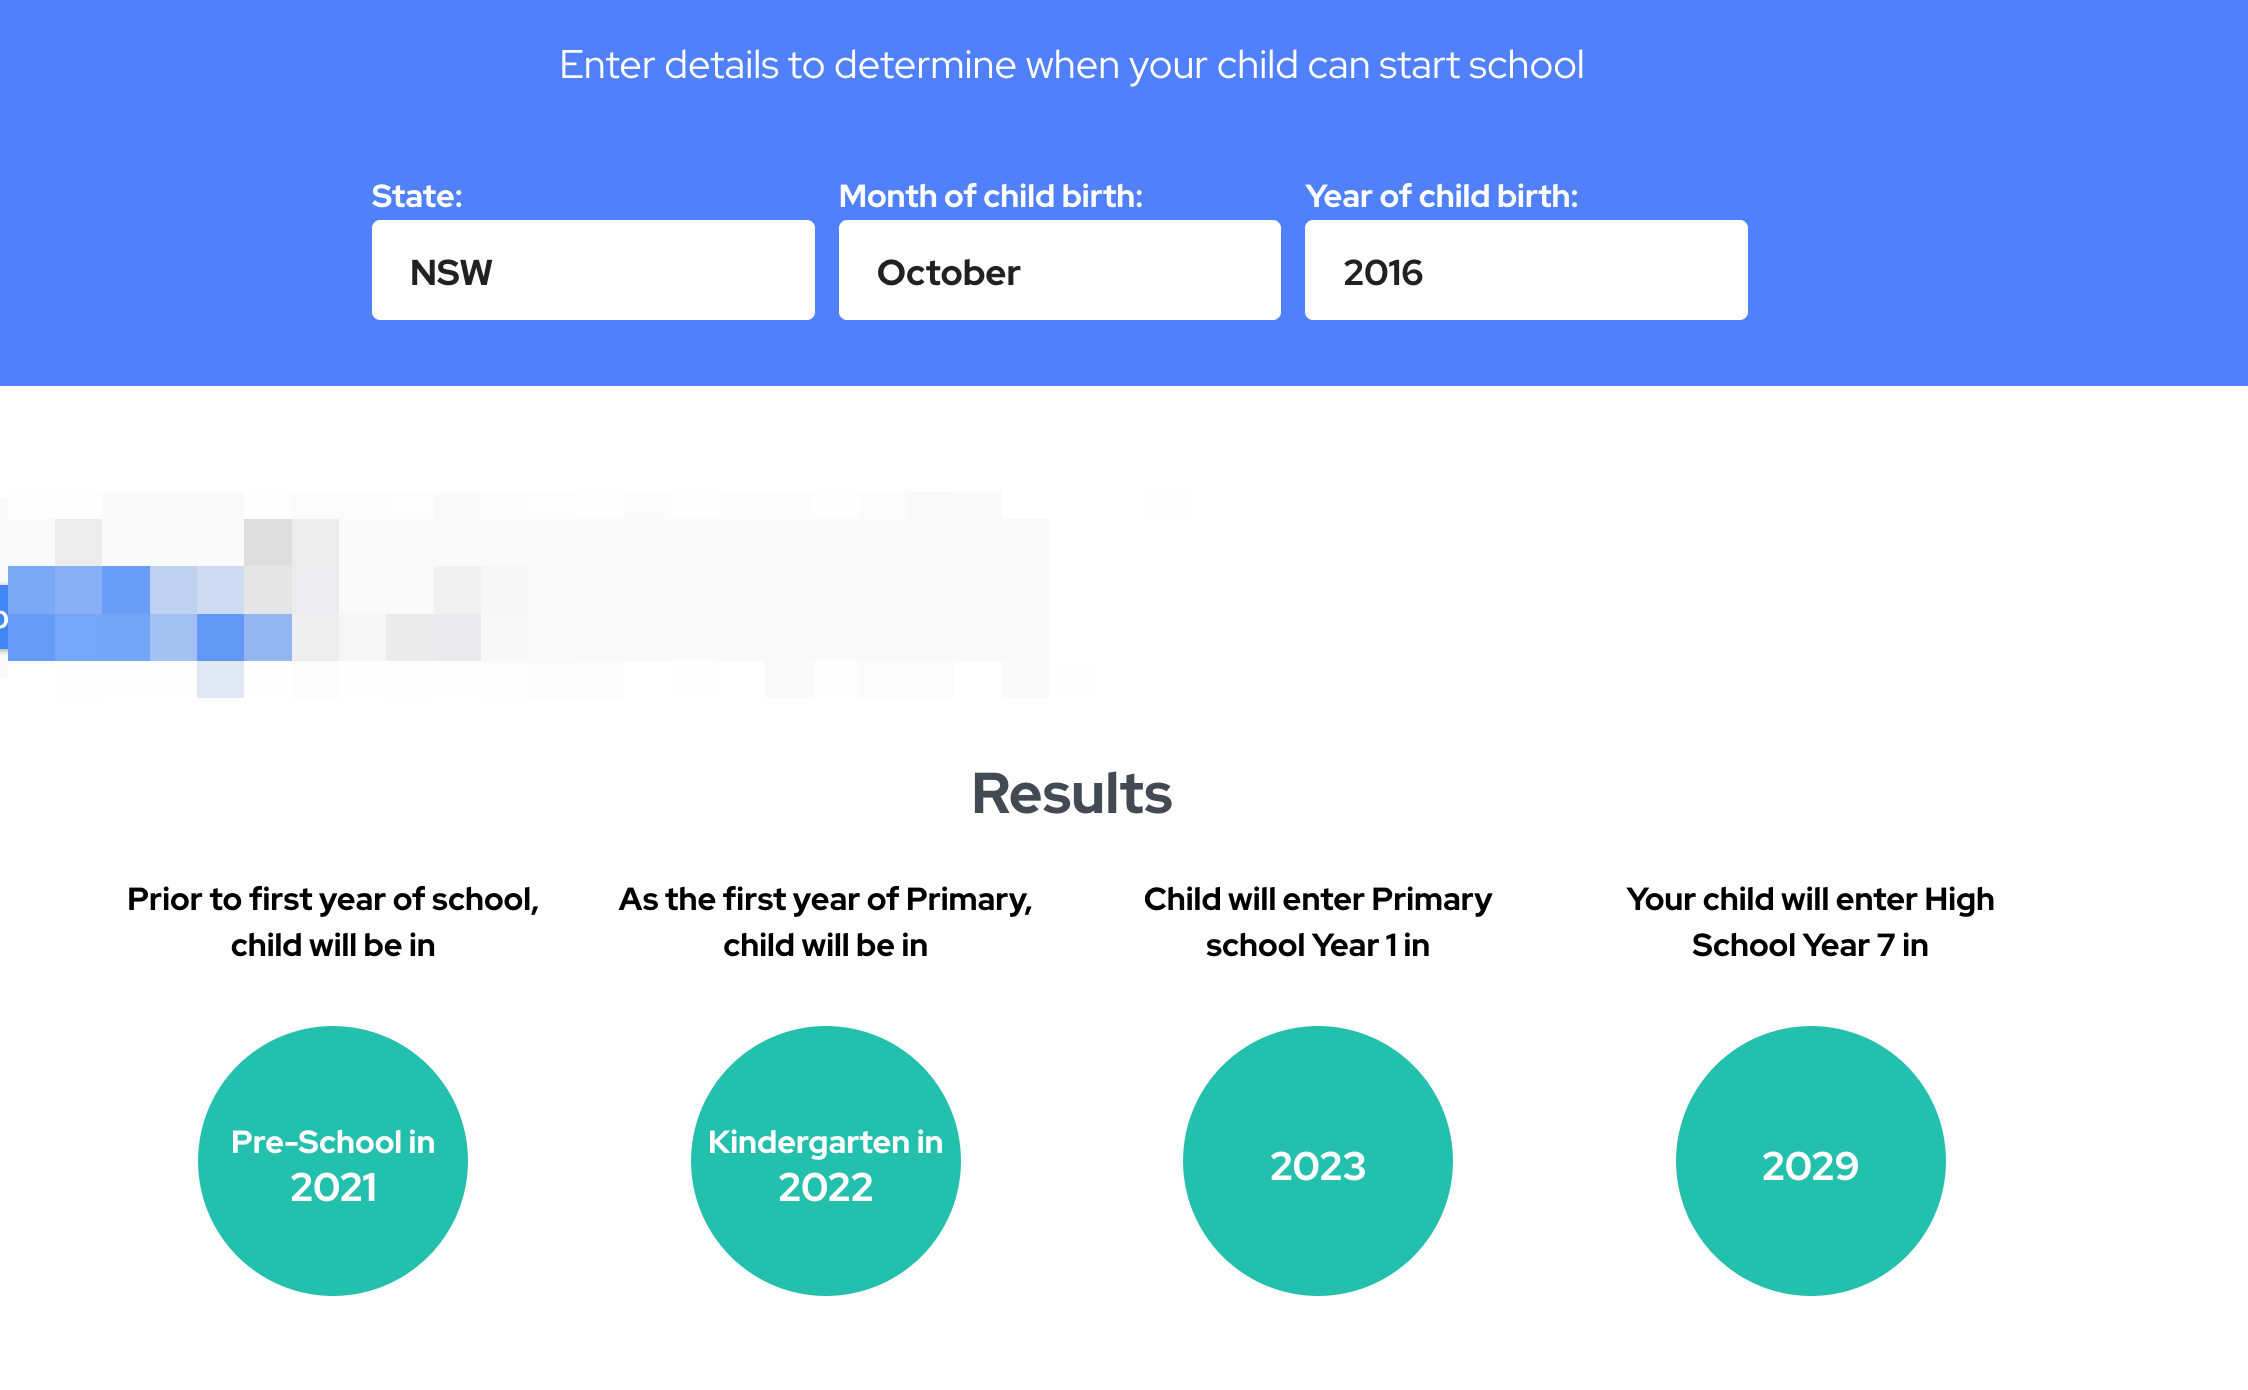 Enter details to determine when your child can start school
State:
Month of child birth:
Year of child birth:
NSW
October
2016
Results
Prior to first year of school,
child will be in
As the first year of Primary,
child will be in
Child will enter Primary
school Year 1 in
Your child will enter High
School Year 7 in
Pre-School in
2021
Kindergarten in
2022
2023
2029